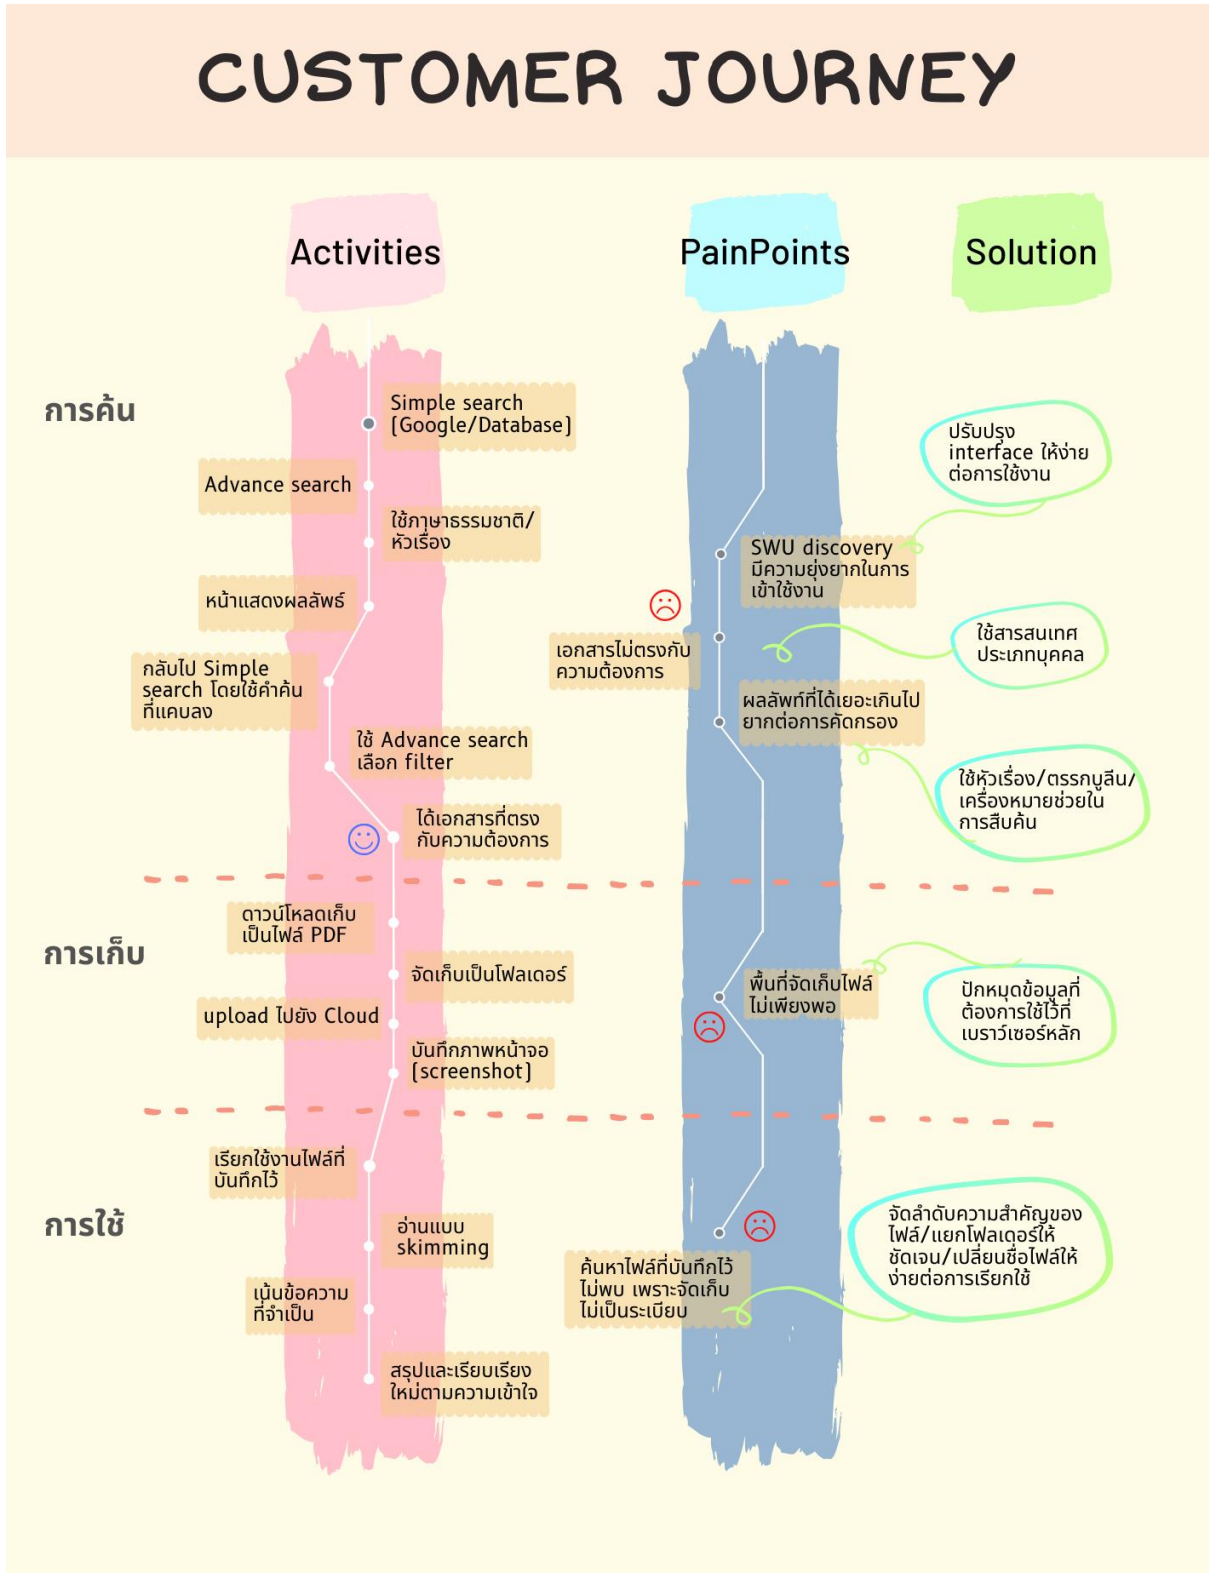 CUSTOMER JOURNEY
Activities
PainPoints
Solution
การค้น
Simple search
(Google/Database)
Advance search
ใช้ภาษาธรรมชาติ/
หัวเรื่อง
หน้าแสดงผลลัพธ์
กลับไป Simple
search โดยใช้คำค้น
ที่แคบลง
ใช้ Advance search
เลือก filter
ได้เอกสารที่ตรง
กับความต้องการ
SWU discovery
มีความยุ่งยากในการ
เข้าใช้งาน
เอกสารไม่ตรงกับ
ความต้องการ
ผลลัพท์ที่ได้เยอะเกินไป
ยากต่อการคัดกรอง
ปรับปรุง
interface ให้ง่าย
ต่อการใช้งาน
ใช้สารสนเทศ
ประเภทบุคคล
ใช้หัวเรื่อง/ตรรกบูลีน/
เครื่องหมายช่วยใน
การสืบค้น
การเก็บ
ดาวน์โหลดเก็บ
เป็นไฟล์ PDF
จัดเก็บเป็นโฟลเดอร์
upload ไปยัง Cloud
บันทึกภาพหน้าจอ
(screenshot)
พื้นที่จัดเก็บไฟล์
ไม่เพียงพอ
ปักหมุดข้อมูลที่
ต้องการใช้ไว้ที่
เบราว์เซอร์หลัก
การใช้
เรียกใช้งานไฟล์ที่
บันทึกไว้
อ่านแบบ
skimming
เน้นข้อความ
ที่จำเป็น
สรุปและเรียบเรียง
ใหม่ตามความเข้าใจ
ค้นหาไฟล์ที่บันทึกไว้
ไม่พบ เพราะจัดเก็บ
ไม่เป็นระเบียบ
จัดลำดับความสำคัญของ
ไฟล์/แยกโฟลเดอร์ให้
ชัดเจน/เปลี่ยนชื่อไฟล์ให้
ง่ายต่อการเรียกใช้